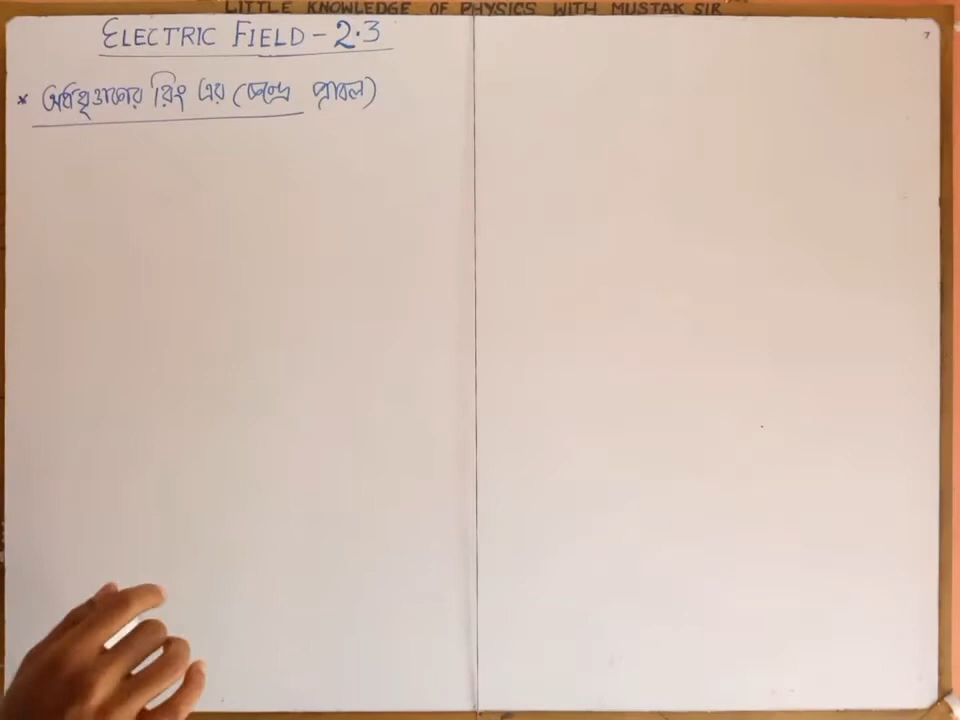 LITTLE KNOWLEDGE OF PHYSICS WITH MUSTAK SIR
ELECTRIC FIELD - 2.3
* অর্ধবৃত্তাকার রিং এর কেন্দ্রে প্রাবল্য